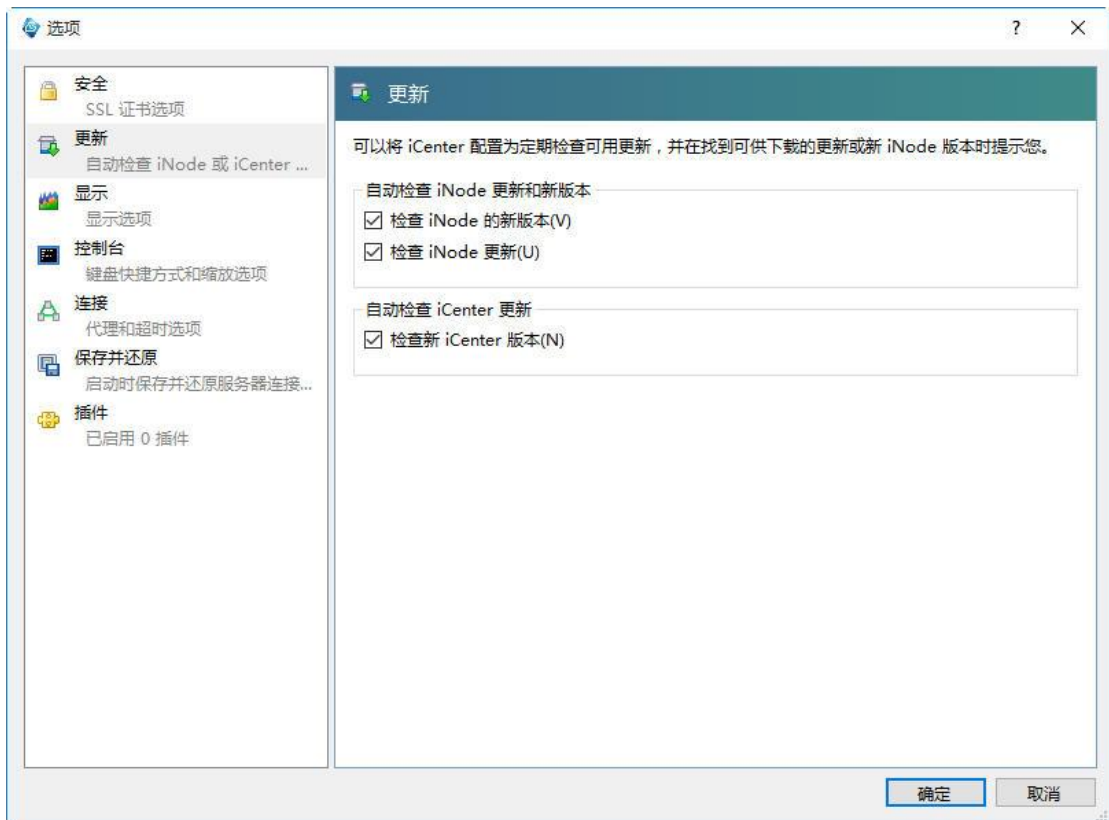 选项
安全
SSL 证书选项
更新
自动检查 iNode 或 iCenter ...
显示
显示选项
控制台
键盘快捷方式和缩放选项
连接
代理和超时选项
保存并还原
启动时保存并还原服务器连接...
插件
已启用 0 插件
更新
可以将 iCenter 配置为定期检查可用更新，并在找到可供下载的更新或新 iNode 版本时提示您。
自动检查 iNode 更新和新版本
检查 iNode 的新版本(V)
检查 iNode 更新(U)
自动检查 iCenter 更新
检查新 iCenter 版本(N)
确定
取消